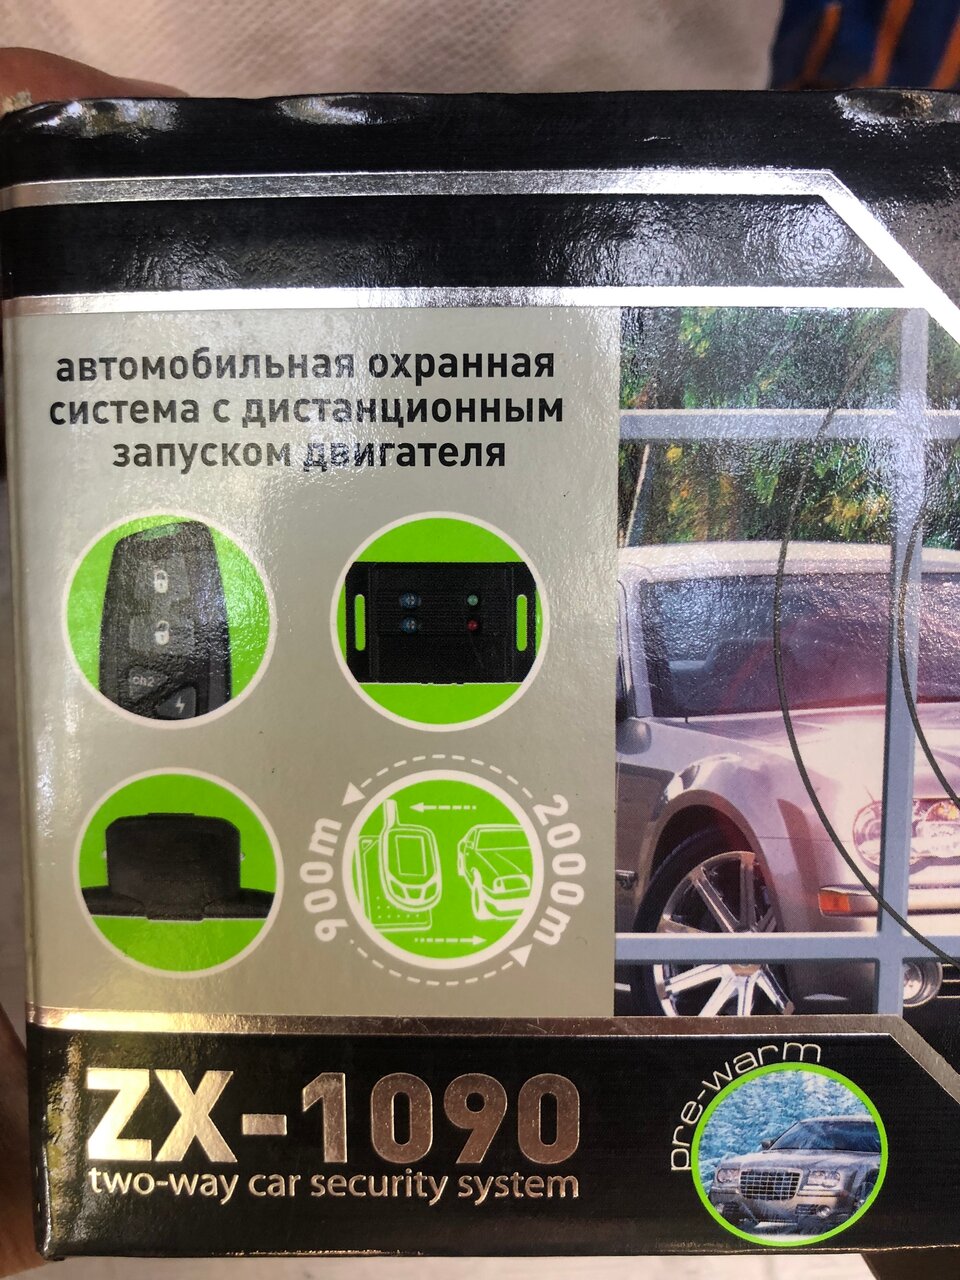 автомобильная охранная
система с дистанционным
запуском двигателя
ch2
900m
2000m
ZX-1090
two-way car security system
pre-warm